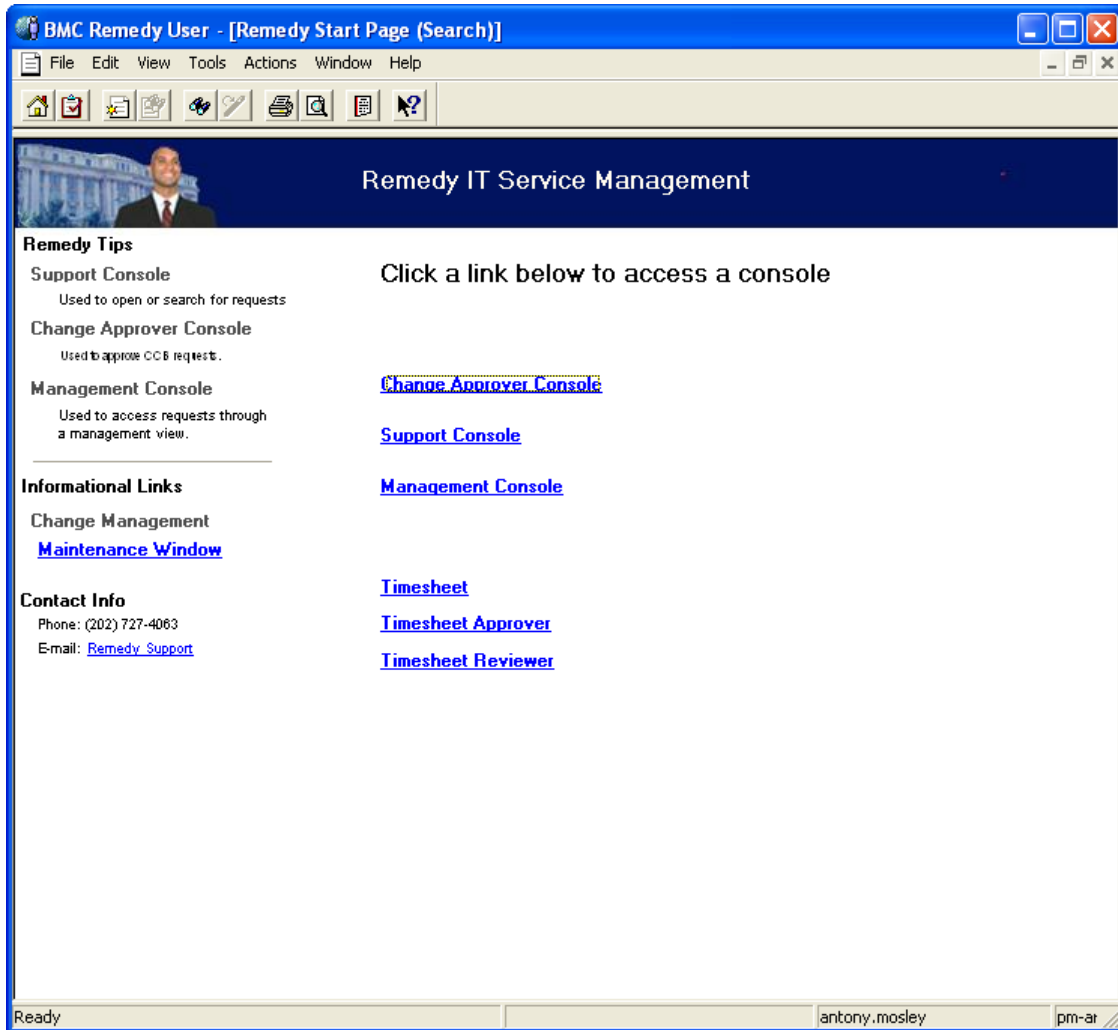 BMC Remedy User - [Remedy Start Page (Search)]
File Edit View Tools Actions Window Help
Remedy IT Service Management
Remedy Tips
Support Console
Used to open or search for requests
Change Approver Console
Used to approve CCB requests.
Management Console
Used to access requests through
a management view.
Informational Links
Change Management
Maintenance Window
Contact Info
Phone: (202) 727-4063
E-mail: Remedy Support
Click a link below to access a console
Change Approver Console
Support Console
Management Console
Timesheet
Timesheet Approver
Timesheet Reviewer
Ready antony.mosley pm-ar